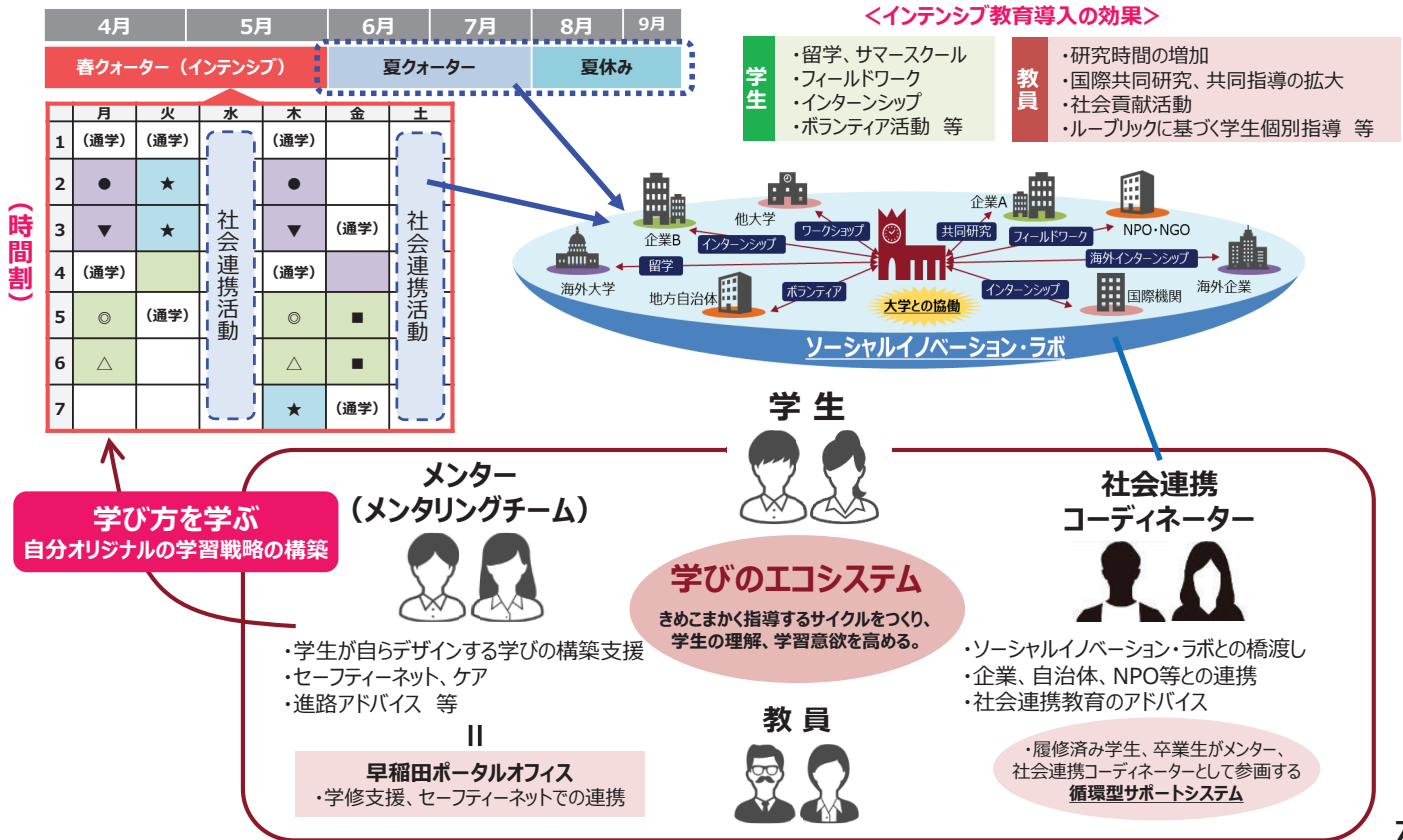 4月 5月 6月 7月 8月 9月
春クォーター（インテンシブ） 夏クォーター 夏休み
＜インテンシブ教育導入の効果＞
学生
・留学、サマースクール
・フィールドワーク
・インターンシップ
・ボランティア活動 等
教員
・研究時間の増加
・国際共同研究、共同指導の拡大
・社会貢献活動
・ルーブリックに基づく学生個別指導 等
（時間割）
月 火 水 木 金 土
1 (通学) (通学) (通学)
2 ● ★ ●
3 ▼ ★ ▼ (通学)
4 (通学) (通学)
5 ◎ (通学) ◎ ■
6 △ △ ■
7 ★ (通学)
社会連携活動
社会連携活動
企業B
他大学
企業A
NPO・NGO
海外大学
地方自治体
国際機関
海外企業
インターンシップ
ワークショップ
共同研究
フィールドワーク
留学
海外インターンシップ
ボランティア
インターンシップ
大学との協働
ソーシャルイノベーション・ラボ
学び方を学ぶ
自分オリジナルの学習戦略の構築
メンター
（メンタリングチーム）
・学生が自らデザインする学びの構築支援
・セーフティーネット、ケア
・進路アドバイス 等
＝
早稲田ポータルオフィス
・学修支援、セーフティーネットでの連携
学 生
学びのエコシステム
きめこまかく指導するサイクルをつくり、
学生の理解、学習意欲を高める。
教 員
社会連携
コーディネーター
・ソーシャルイノベーション・ラボとの橋渡し
・企業、自治体、NPO等との連携
・社会連携教育のアドバイス
・履修済み学生、卒業生がメンター、
社会連携コーディネーターとして参画する
循環型サポートシステム